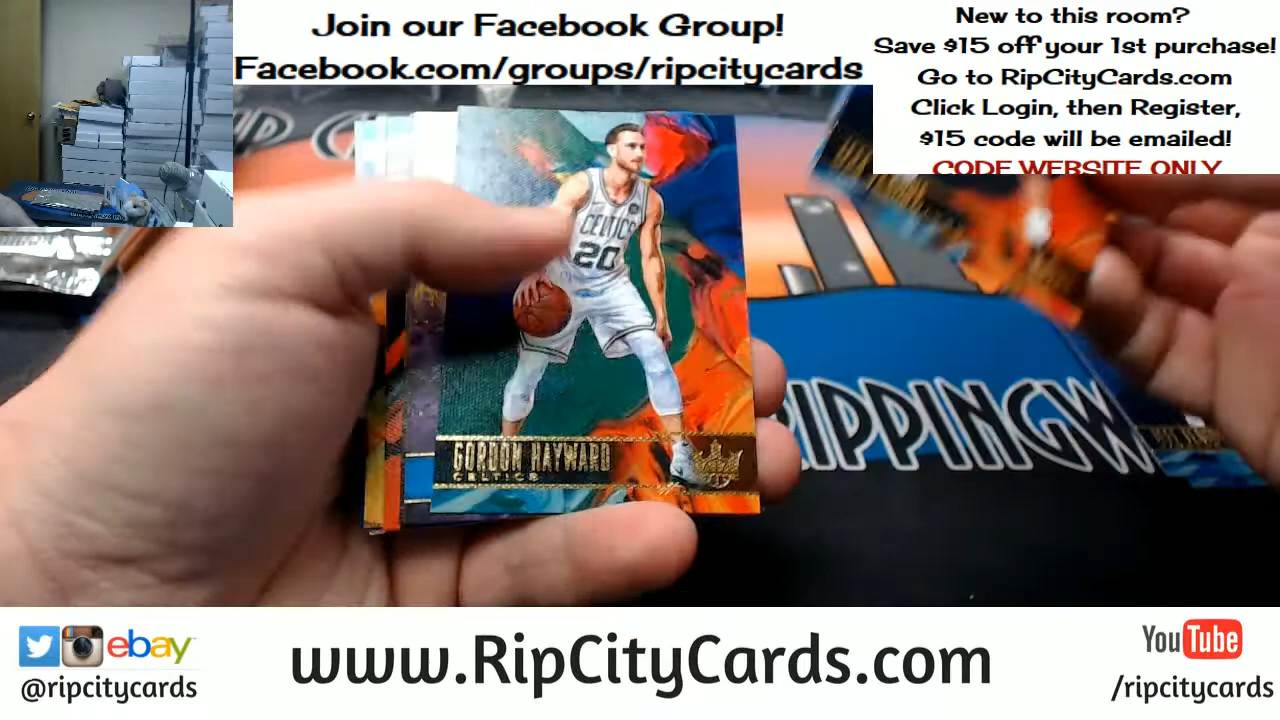 Join our Facebook Group!
Facebook.com/groups/ripcitycards
New to this room?
Save $15 off your 1st purchase!
Go to RipCityCards.com
Click Login, then Register,
$15 code will be emailed!
CODE WEBSITE ONLY
CELTICS
20
GORDON HAYWARD
CELTICS
RIPPINGW
ebay
@ripcitycards
www.RipCityCards.com
YouTube
/ripcitycards